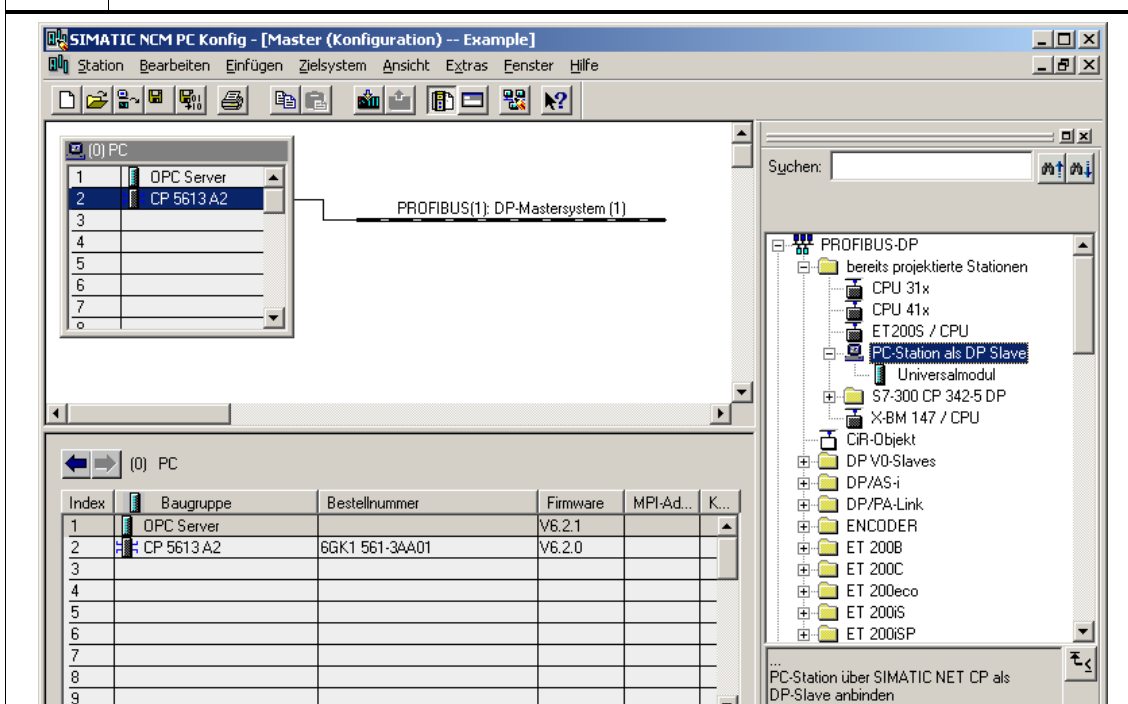 SIMATIC NCM PC Konfig - [Master (Konfiguration) -- Example]
Station Bearbeiten Einfügen Zielsystem Ansicht Extras Fenster Hilfe
(0) PC
1 OPC Server
2 CP 5613 A2
3
4
5
6
7
PROFIBUS(1): DP-Mastersystem (1)
Suchen:
PROFIBUS-DP
bereits projektierte Stationen
CPU 31x
CPU 41x
ET200S / CPU
PC-Station als DP Slave
Universalmodul
S7-300 CP 342-5 DP
X-BM 147 / CPU
CiR-Objekt
DP V0-Slaves
DP/AS-i
DP/PA-Link
ENCODER
ET 200B
ET 200C
ET 200eco
ET 200iS
ET 200iSP
...
PC-Station über SIMATIC NET CP als
DP-Slave anbinden
(0) PC
Index Baugruppe Bestellnummer Firmware MPI-Ad... K...
1 OPC Server V6.2.1
2 CP 5613 A2 6GK1 561-3AA01 V6.2.0
3
4
5
6
7
8
9